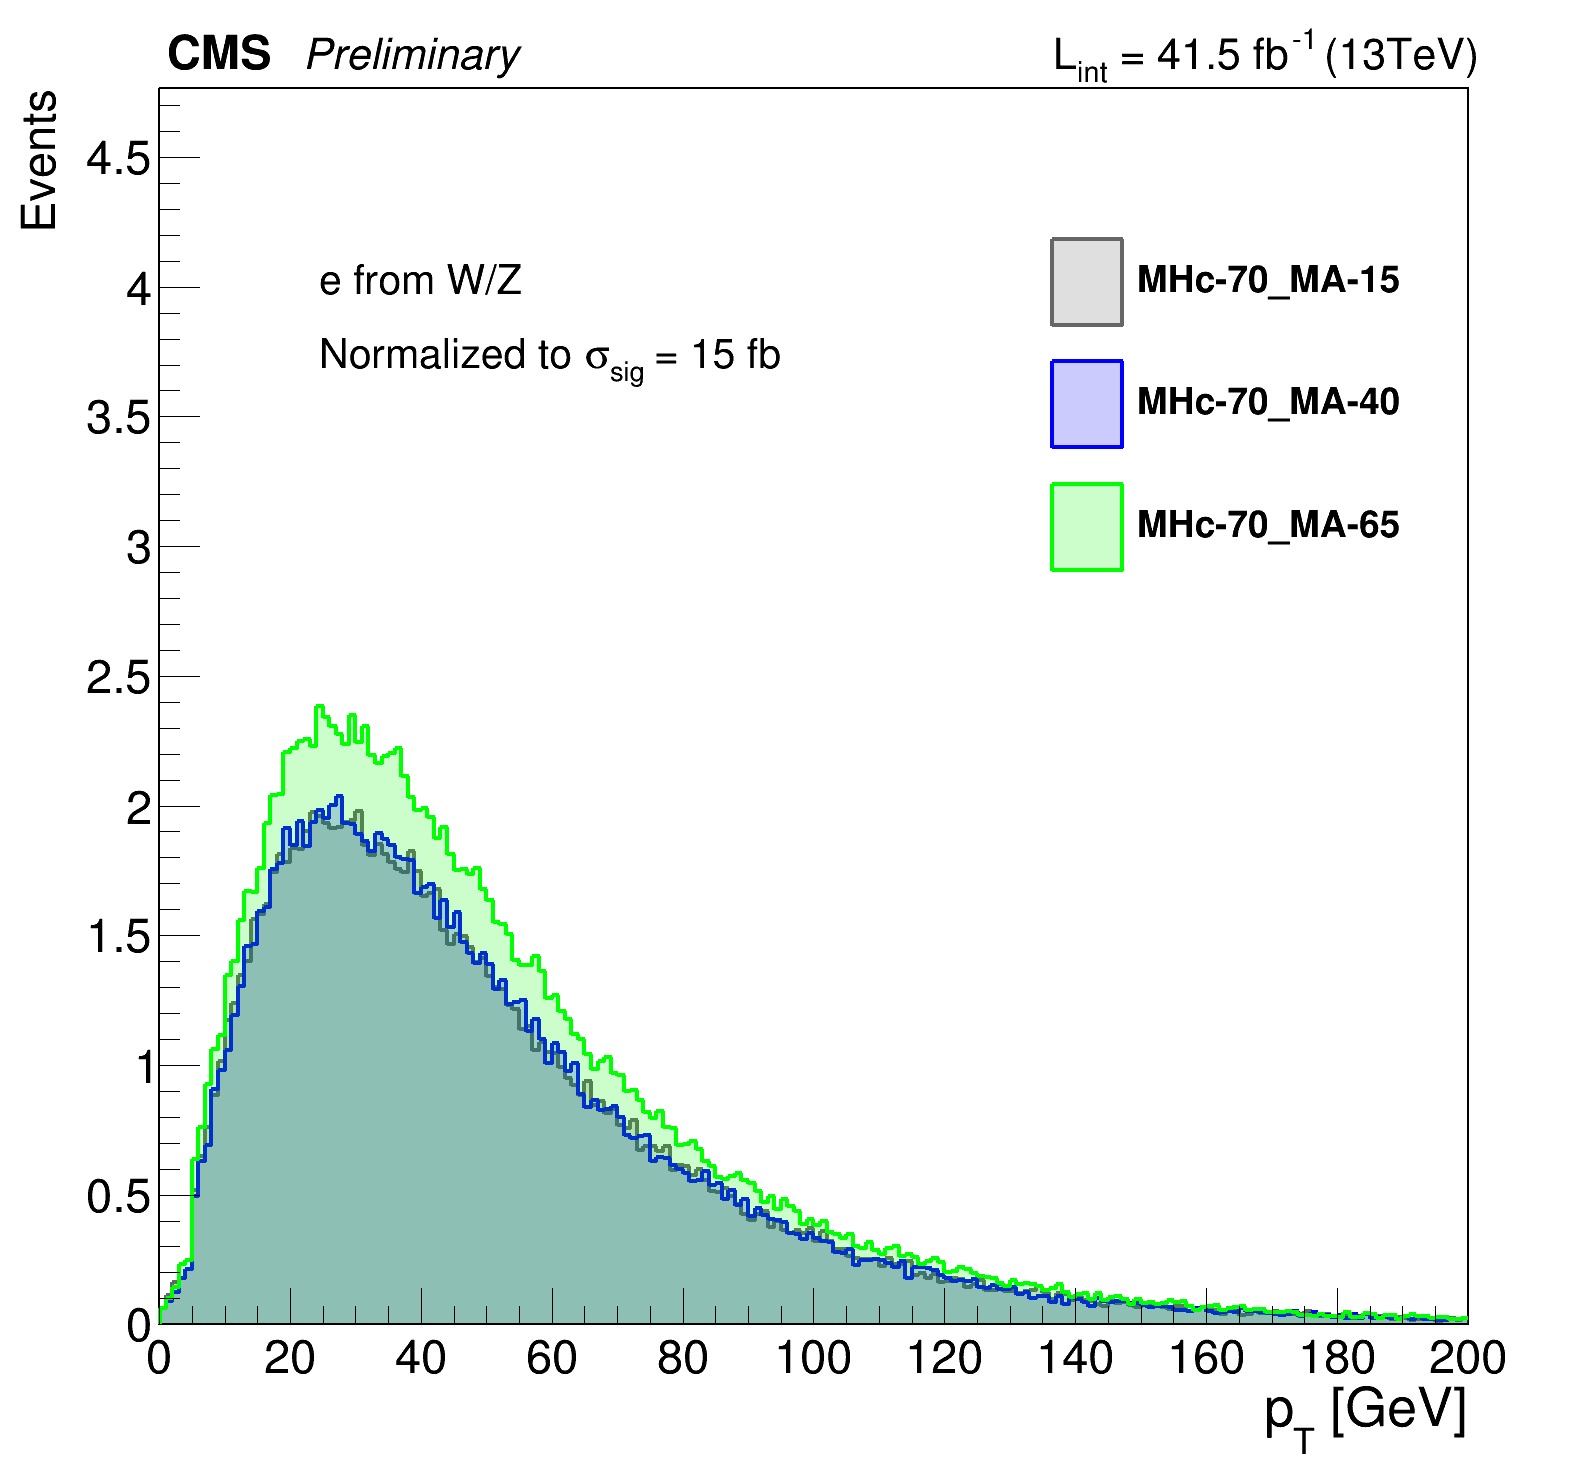 CMS Preliminary
L_int = 41.5 fb^-1 (13TeV)
Events
4.5
4
3.5
3
2.5
2
1.5
1
0.5
0
e from W/Z
Normalized to σ_sig = 15 fb
MHc-70_MA-15
MHc-70_MA-40
MHc-70_MA-65
0 20 40 60 80 100 120 140 160 180 200
p_T [GeV]